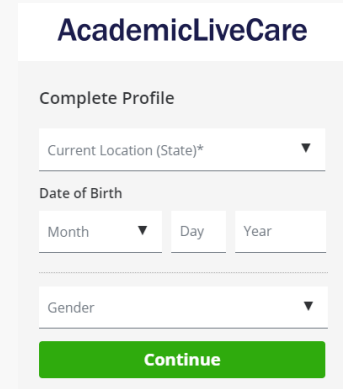 AcademicLiveCare
Complete Profile
Current Location (State)*
Date of Birth
Month Day Year
Gender
Continue